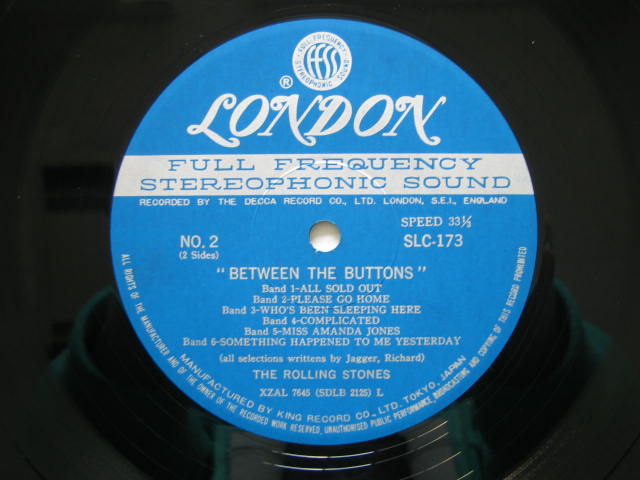 FULL FREQUENCY
ffss
STEREOPHONIC SOUND
®
LONDON
FULL FREQUENCY
STEREOPHONIC SOUND
RECORDED BY THE DECCA RECORD CO., LTD. LONDON, S.E.I., ENGLAND
SPEED 33⅓
NO. 2
SLC-173
(2 Sides)
"BETWEEN THE BUTTONS"
Band 1-ALL SOLD OUT
Band 2-PLEASE GO HOME
Band 3-WHO'S BEEN SLEEPING HERE
Band 4-COMPLICATED
Band 5-MISS AMANDA JONES
Band 6-SOMETHING HAPPENED TO ME YESTERDAY
(all selections writtens by Jagger, Richard)
THE ROLLING STONES
XZAL 7645 (SDLB 2125) L
MANUFACTURED BY KING RECORD CO., LTD. TOKYO, JAPAN
ALL RIGHTS OF THE MANUFACTURER AND OF THE OWNER OF THE RECORDED WORK RESERVED, UNAUTHORISED PUBLIC PERFORMANCE, BROADCASTING AND COPYING OF THIS RECORD PROHIBITED